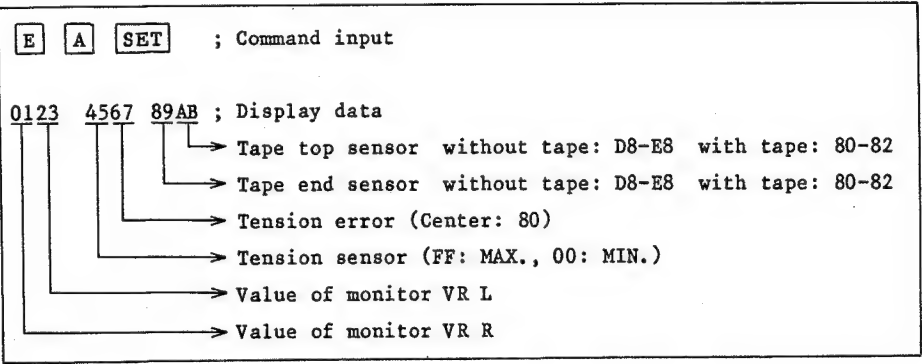 E A SET ; Command input
0123 4567 89AB ; Display data
Tape top sensor without tape: D8-E8 with tape: 80-82
Tape end sensor without tape: D8-E8 with tape: 80-82
Tension error (Center: 80)
Tension sensor (FF: MAX., 00: MIN.)
Value of monitor VR L
Value of monitor VR R